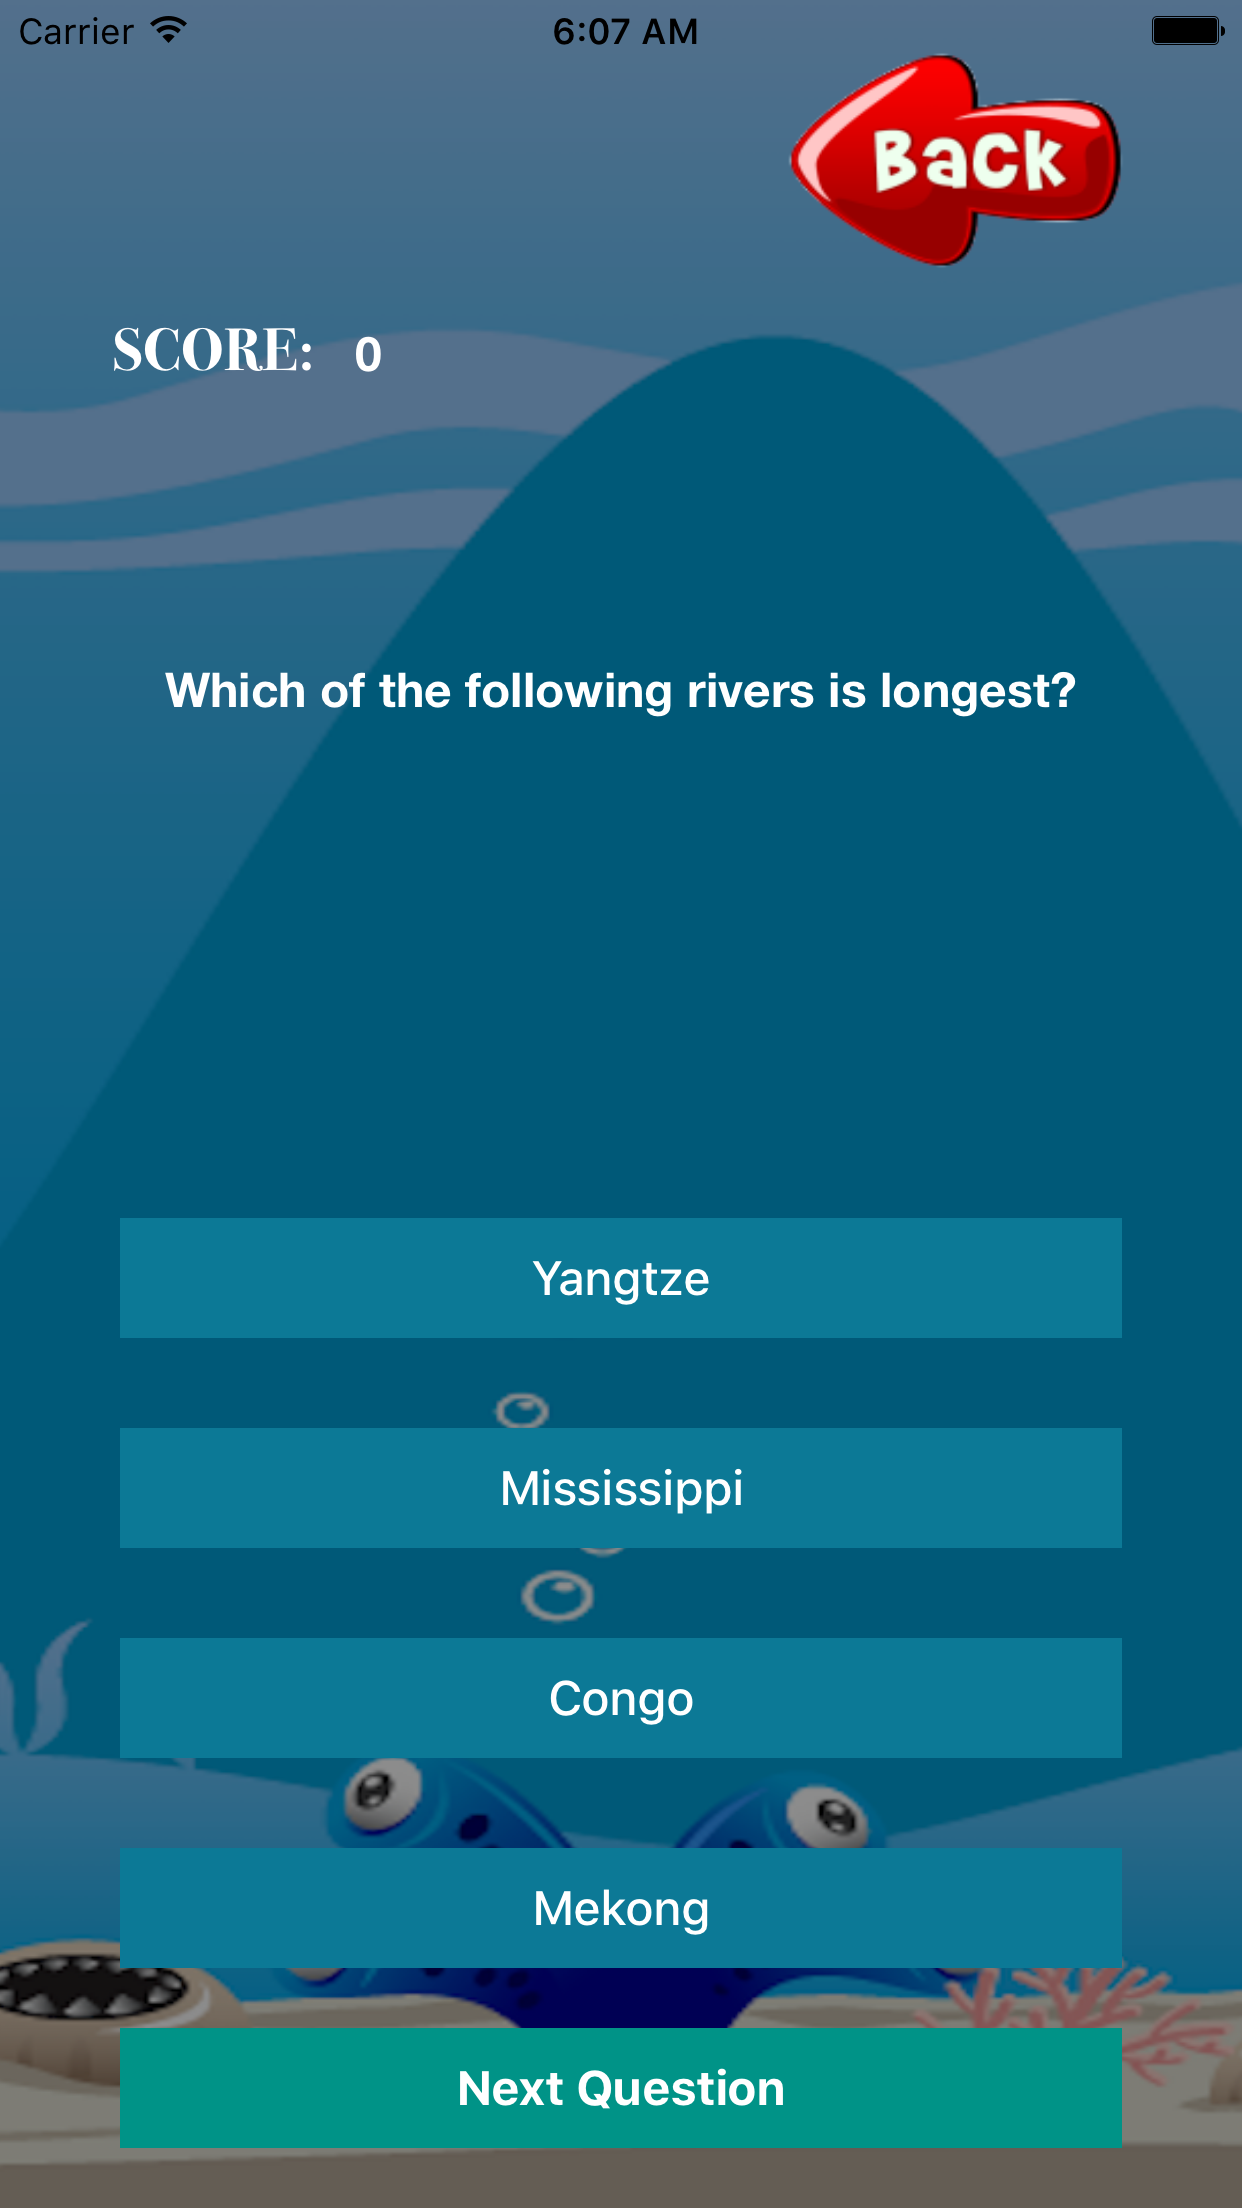 Carrier 6:07 AM
Back
SCORE: 0
Which of the following rivers is longest?
Yangtze
Mississippi
Congo
Mekong
Next Question